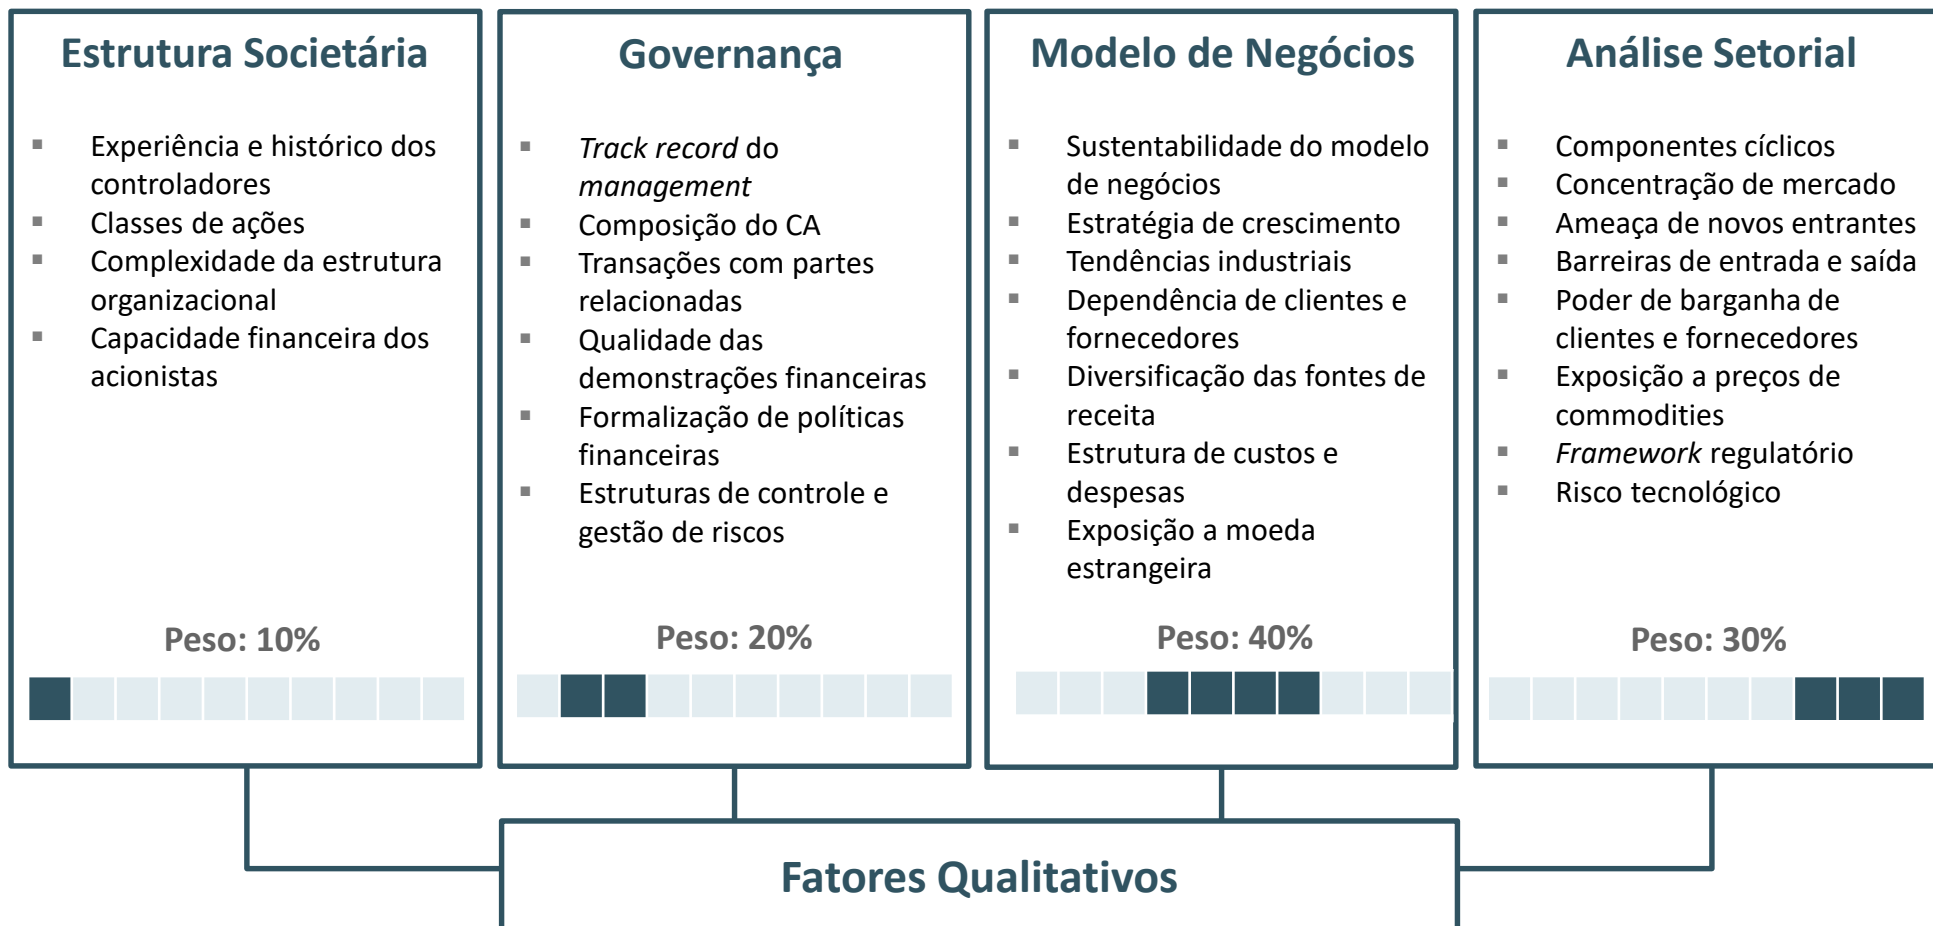 Estrutura Societária
▪ Experiência e histórico dos
controladores
▪ Classes de ações
▪ Complexidade da estrutura
organizacional
▪ Capacidade financeira dos
acionistas
Peso: 10%
Governança
▪ Track record do
management
▪ Composição do CA
▪ Transações com partes
relacionadas
▪ Qualidade das
demonstrações financeiras
▪ Formalização de políticas
financeiras
▪ Estruturas de controle e
gestão de riscos
Peso: 20%
Modelo de Negócios
▪ Sustentabilidade do modelo
de negócios
▪ Estratégia de crescimento
▪ Tendências industriais
▪ Dependência de clientes e
fornecedores
▪ Diversificação das fontes de
receita
▪ Estrutura de custos e
despesas
▪ Exposição a moeda
estrangeira
Peso: 40%
Análise Setorial
▪ Componentes cíclicos
▪ Concentração de mercado
▪ Ameaça de novos entrantes
▪ Barreiras de entrada e saída
▪ Poder de barganha de
clientes e fornecedores
▪ Exposição a preços de
commodities
▪ Framework regulatório
▪ Risco tecnológico
Peso: 30%
Fatores Qualitativos